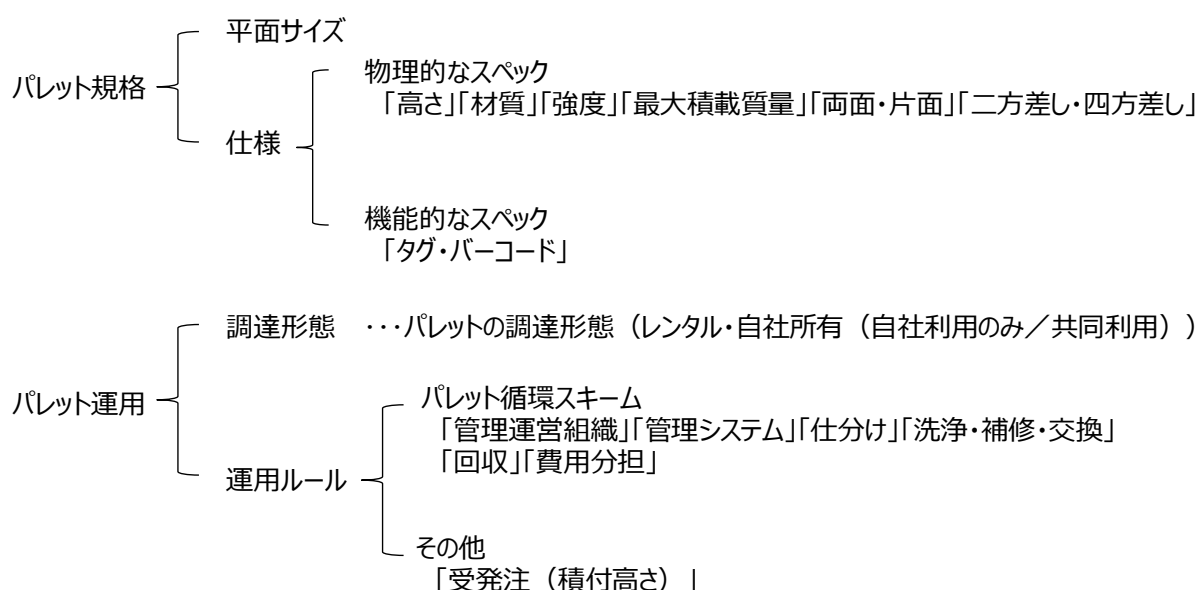 平面サイズ
パレット規格
物理的なスペック
「高さ」「材質」「強度」「最大積載質量」「両面・片面」「二方差し・四方差し」
仕様
機能的なスペック
「タグ・バーコード」
調達形態 ・・・パレットの調達形態（レンタル・自社所有（自社利用のみ／共同利用））
パレット運用
パレット循環スキーム
「管理運営組織」「管理システム」「仕分け」「洗浄・補修・交換」
「回収」「費用分担」
運用ルール
その他
「受発注（積付高さ）」